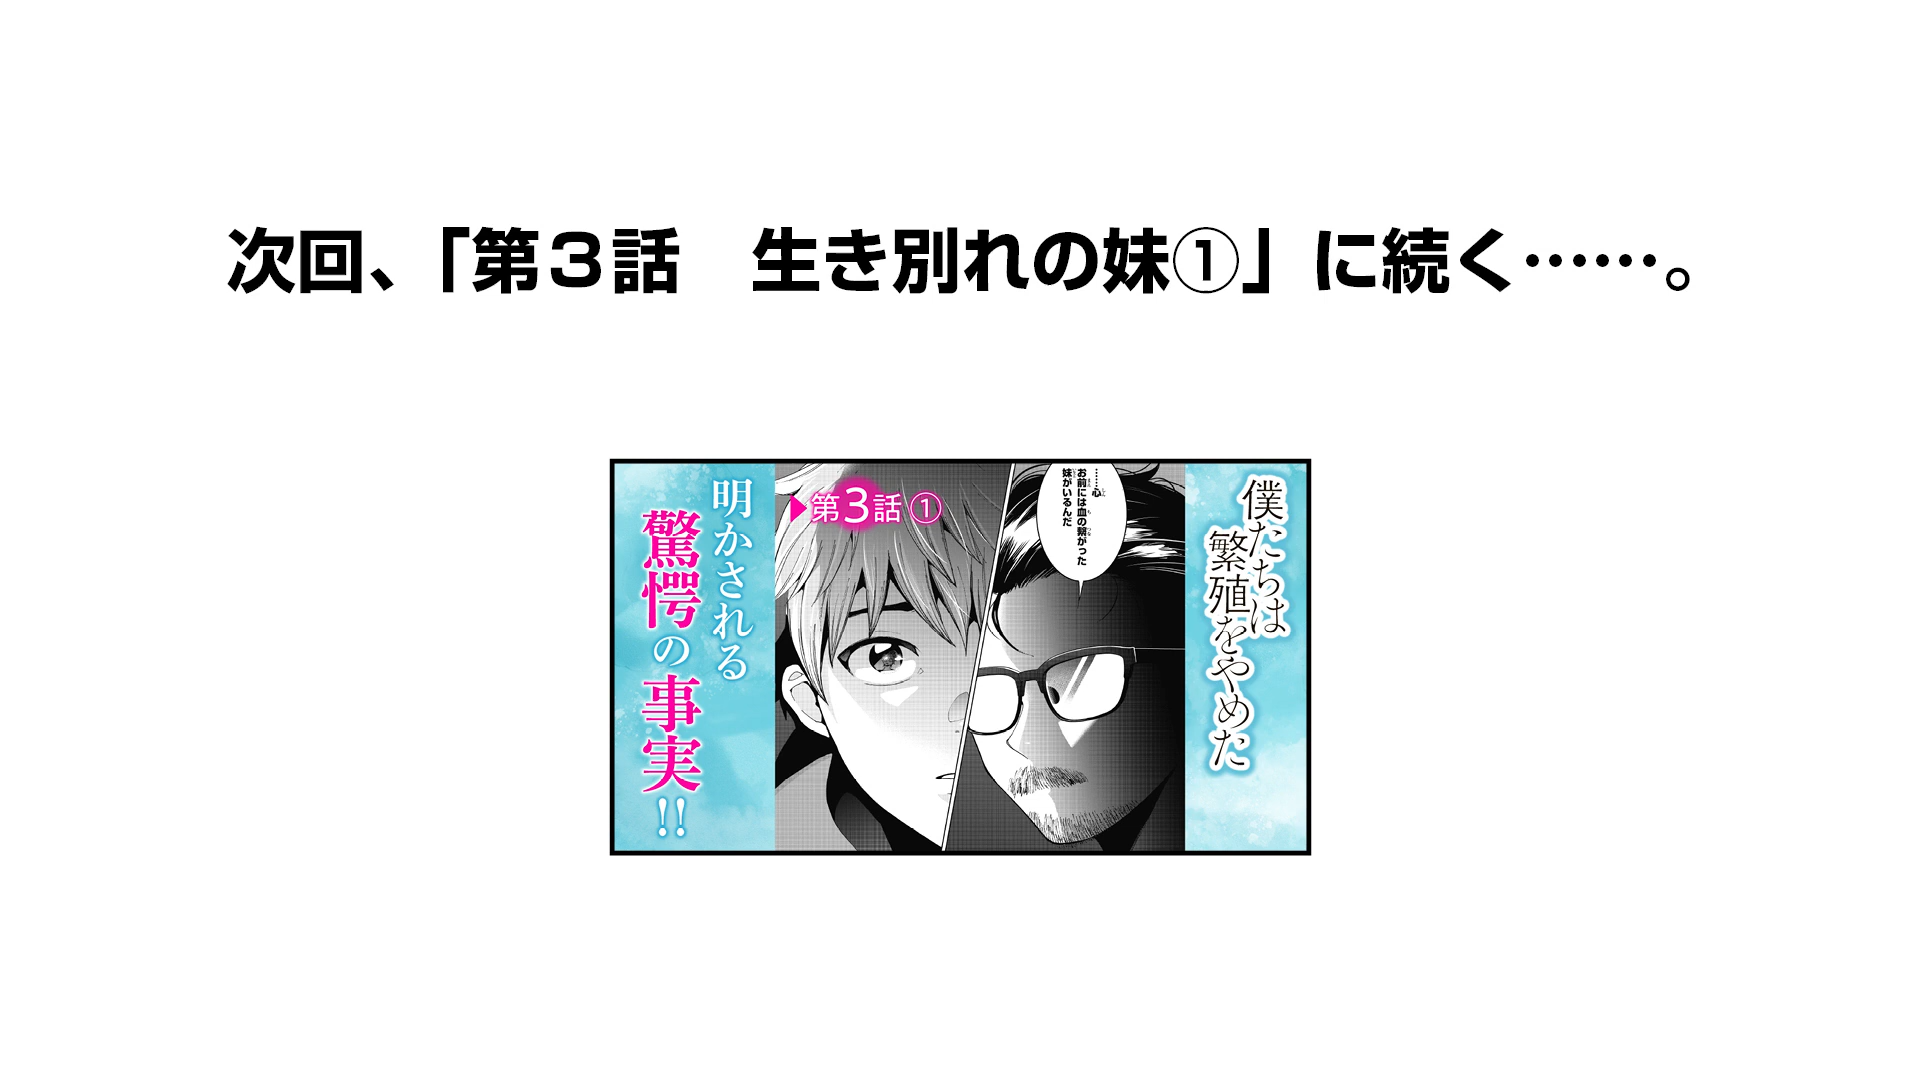 次回、「第３話　生き別れの妹①」に続く……。
僕たちは
繁殖をやめた
……心
お前には血の繋がった
妹がいるんだ
第3話 ①
明かされる
驚愕の事実!!